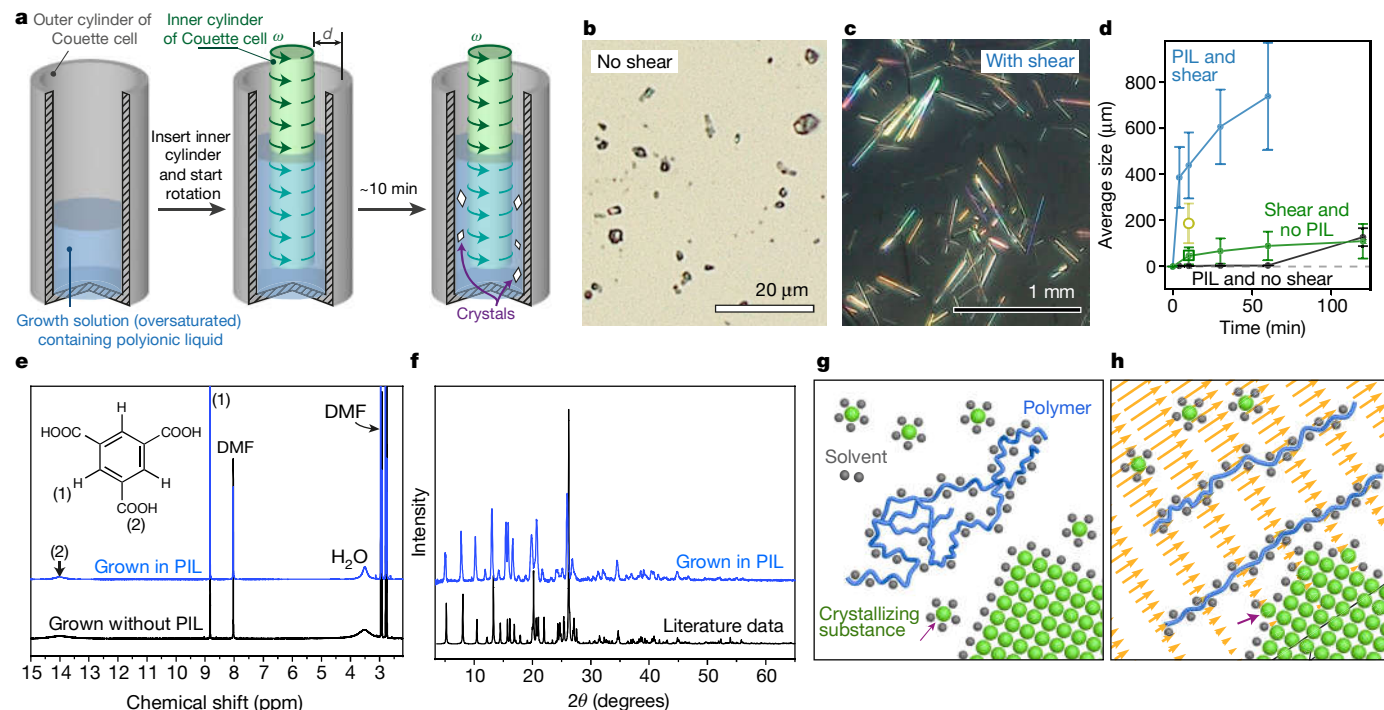 a
Outer cylinder of
Couette cell
Inner cylinder
of Couette cell
ω
d
Insert inner
cylinder
and start
rotation
ω
~10 min
Growth solution (oversaturated)
containing polyionic liquid
Crystals
b
No shear
20 μm
c
With shear
1 mm
d
PIL and
shear
Shear and
no PIL
PIL and no shear
Average size (μm)
800
600
400
200
0
0
50
100
Time (min)
e
H
HOOC
COOH
(1) H
H
COOH
(2)
(1)
DMF
DMF
(2)
H₂O
Grown in PIL
Grown without PIL
15 14 13 12 11 10 9 8 7 6 5 4 3
Chemical shift (ppm)
f
Intensity
Grown in PIL
Literature data
10 20 30 40 50 60
2θ (degrees)
g
Polymer
Solvent
Crystallizing
substance
h